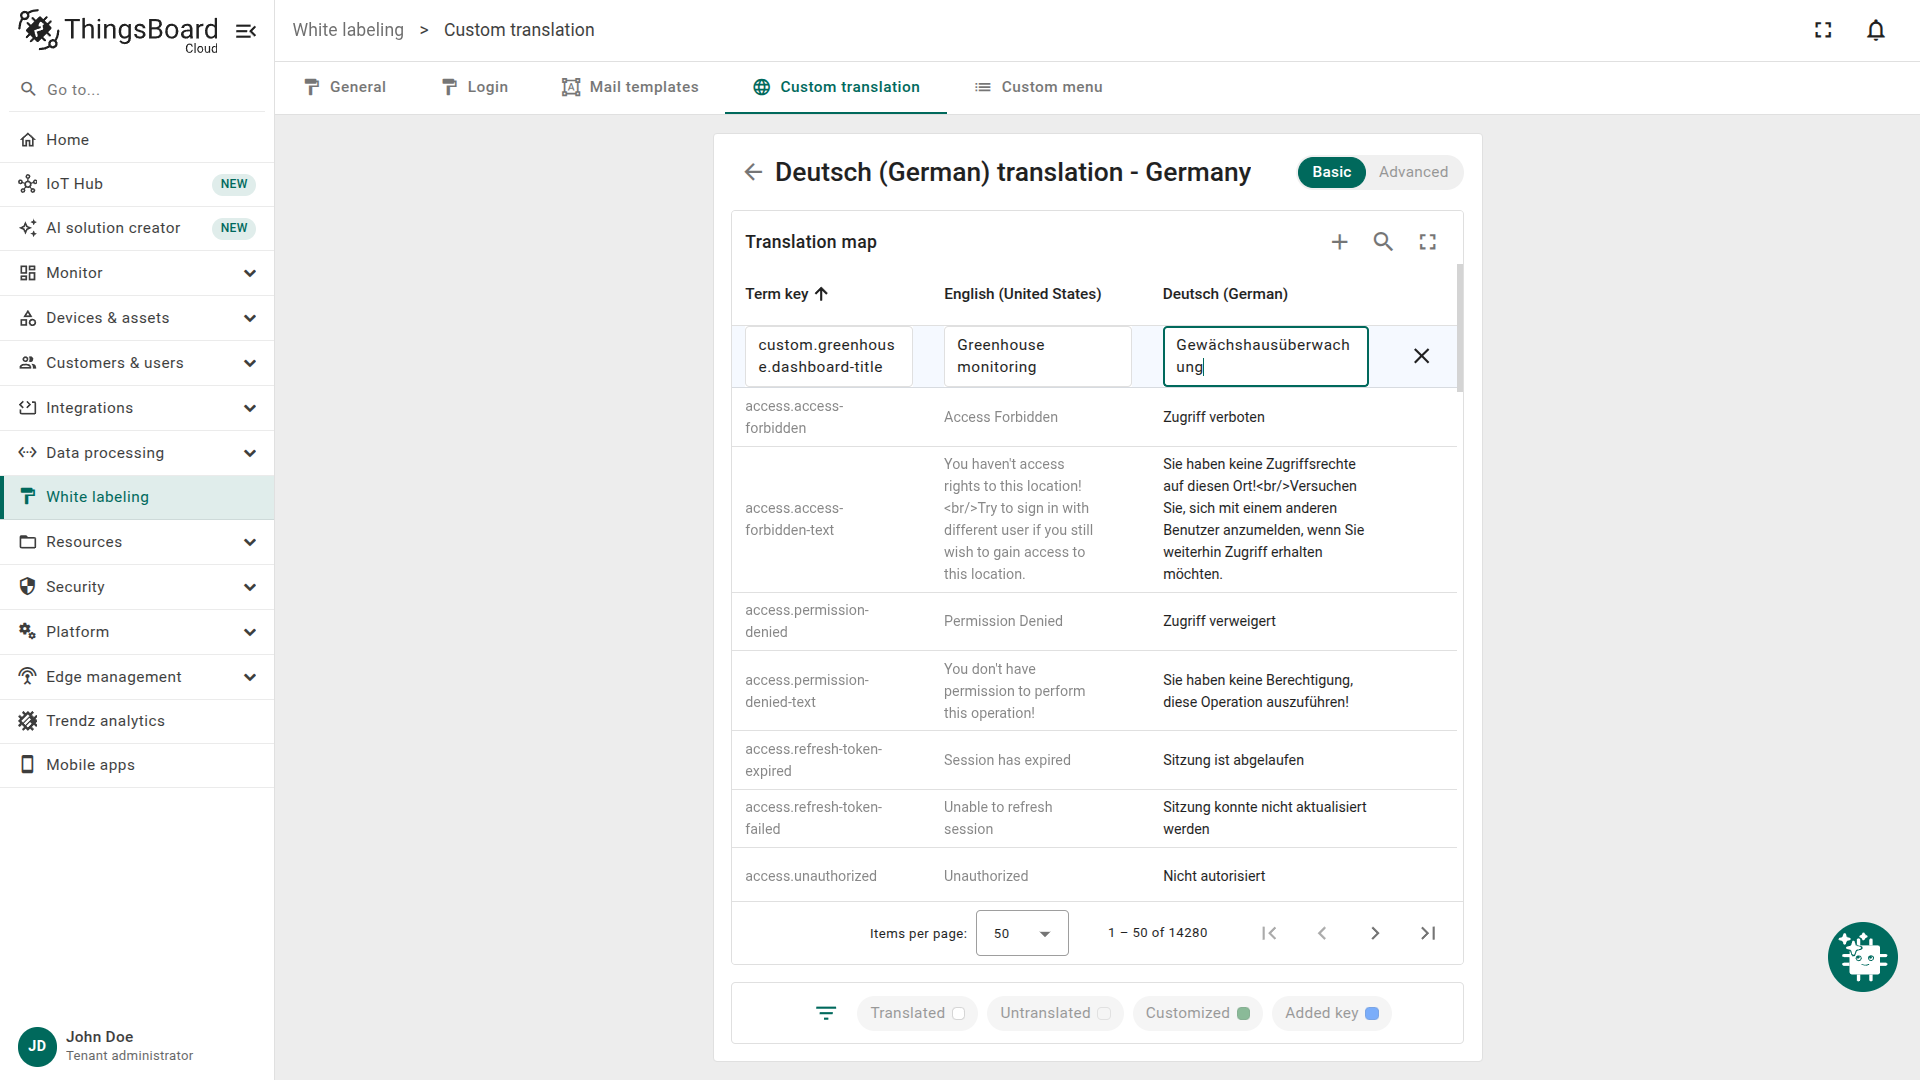 ThingsBoard
Cloud
White labeling > Custom translation
Go to...
General
Login
Mail templates
Custom translation
Custom menu
Home
IoT Hub NEW
AI solution creator NEW
Monitor
Devices & assets
Customers & users
Integrations
Data processing
White labeling
Resources
Security
Platform
Edge management
Trendz analytics
Mobile apps
JD
John Doe
Tenant administrator
Deutsch (German) translation - Germany
Basic Advanced
Translation map
Term key English (United States) Deutsch (German)
custom.greenhous
e.dashboard-title
Greenhouse
monitoring
Gewächshausüberwach
ung
access.access-
forbidden
Access Forbidden
Zugriff verboten
access.access-
forbidden-text
You haven't access
rights to this location!
<br/>Try to sign in with
different user if you still
wish to gain access to
this location.
Sie haben keine Zugriffsrechte
auf diesen Ort!<br/>Versuchen
Sie, sich mit einem anderen
Benutzer anzumelden, wenn Sie
weiterhin Zugriff erhalten
möchten.
access.permission-
denied
Permission Denied
Zugriff verweigert
access.permission-
denied-text
You don't have
permission to perform
this operation!
Sie haben keine Berechtigung,
diese Operation auszuführen!
access.refresh-token-
expired
Session has expired
Sitzung ist abgelaufen
access.refresh-token-
failed
Unable to refresh
session
Sitzung konnte nicht aktualisiert
werden
access.unauthorized
Unauthorized
Nicht autorisiert
Items per page: 50 1 – 50 of 14280
Translated Untranslated Customized Added key